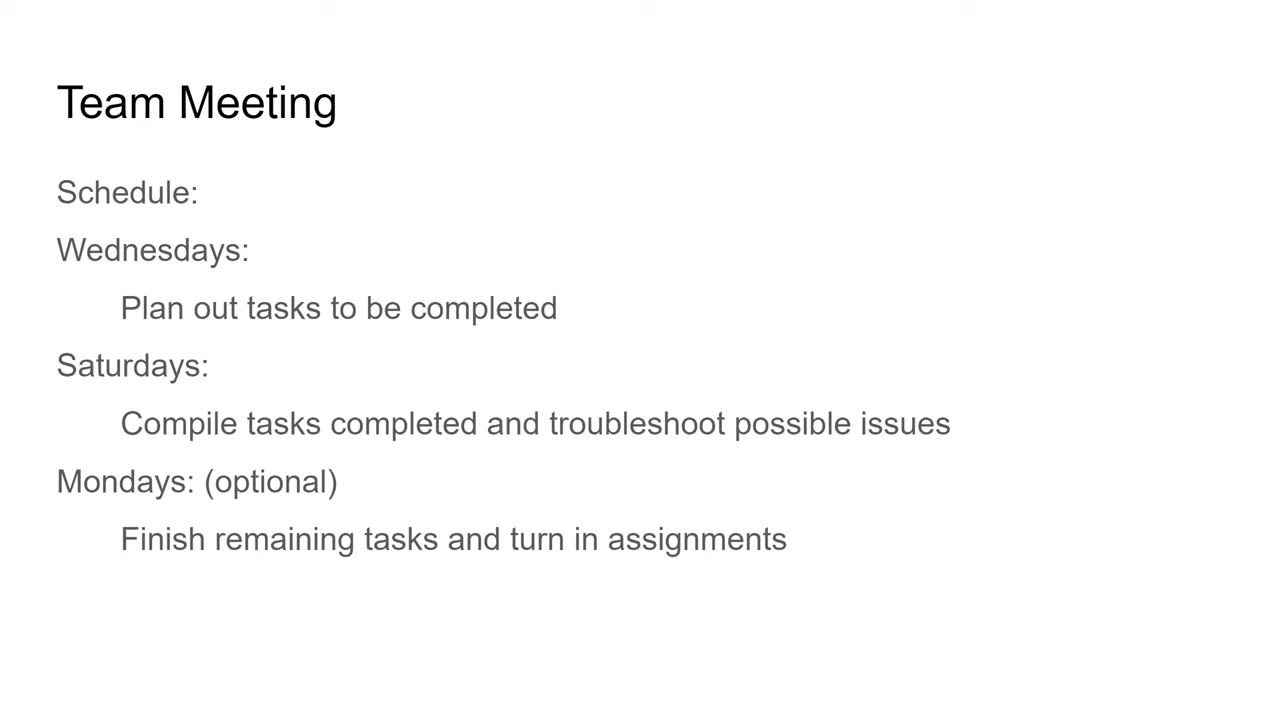 Team Meeting
Schedule:
Wednesdays:
Plan out tasks to be completed
Saturdays:
Compile tasks completed and troubleshoot possible issues
Mondays: (optional)
Finish remaining tasks and turn in assignments